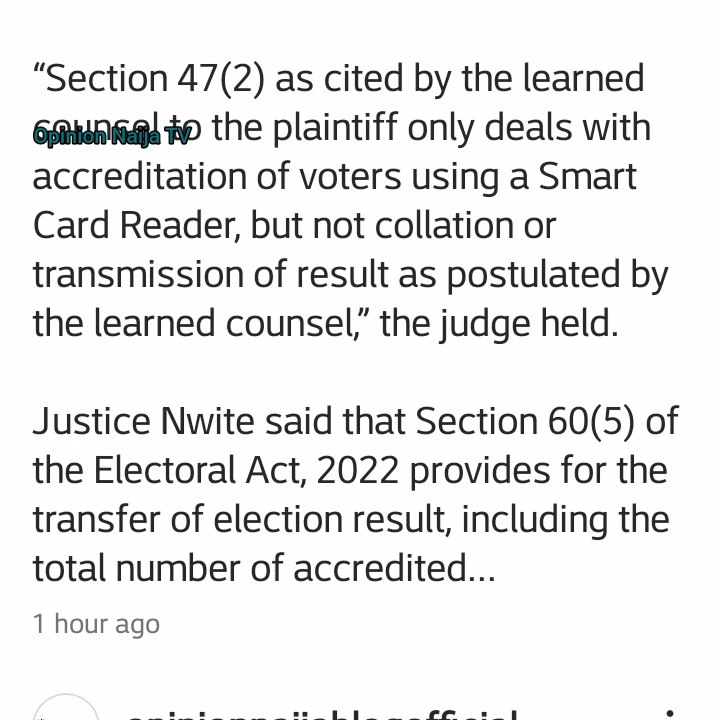 “Section 47(2) as cited by the learned
counsel to the plaintiff only deals with
Opinion Naija TV
accreditation of voters using a Smart
Card Reader, but not collation or
transmission of result as postulated by
the learned counsel,” the judge held.
Justice Nwite said that Section 60(5) of
the Electoral Act, 2022 provides for the
transfer of election result, including the
total number of accredited...
1 hour ago
opinionnaijablogofficial